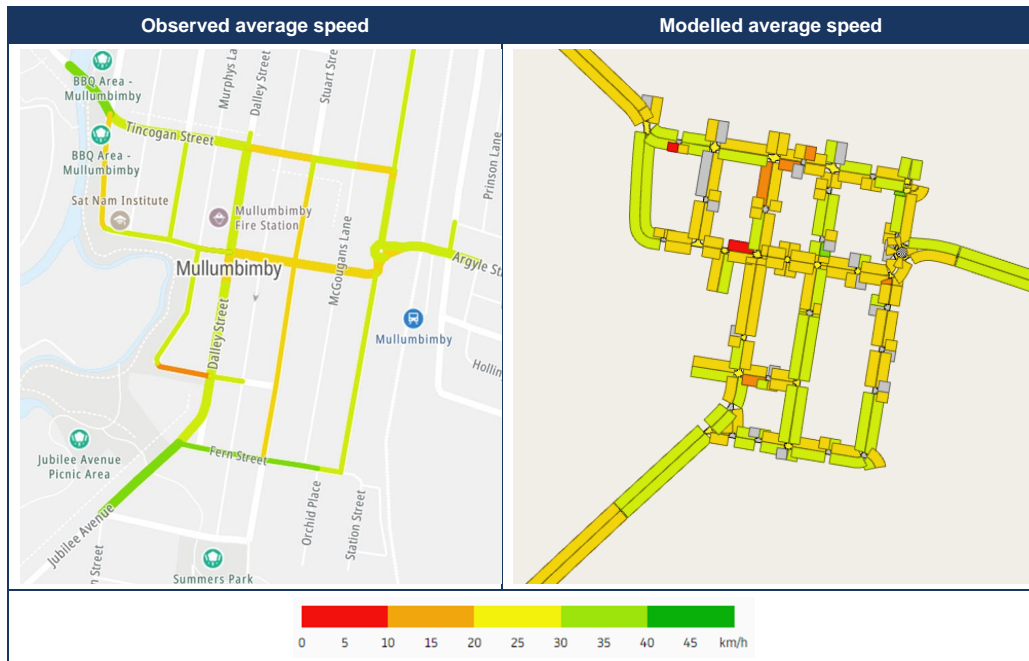 Observed average speed
Modelled average speed
BBQ Area -
Mullumbimby
Murphys La
Dalley Street
Stuart Stre
Tincogan Street
Prinson Lane
BBQ Area -
Mullumbimby
Sat Nam Institute
Mullumbimby
Fire Station
McGougans Lane
Mullumbimby
Argyle St
Dalley Street
Mullumbimby
Hollin
Jubilee Avenue
Picnic Area
Fern Street
Orchid Place
Station Street
Jubilee Avenue
n Street
Summers Park
0 5 10 15 20 25 30 35 40 45 km/h